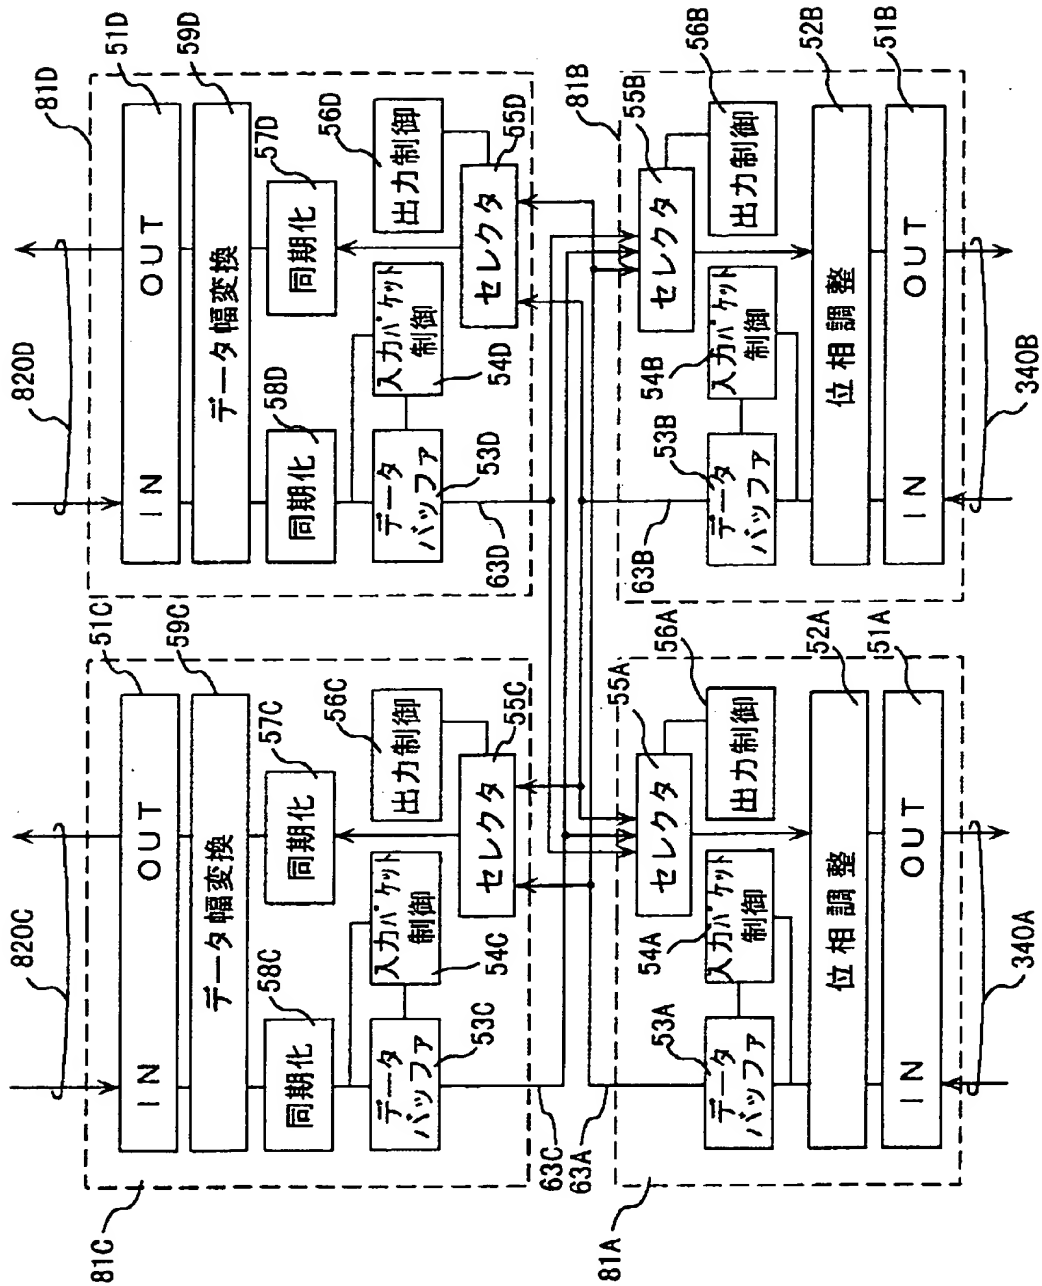 820C
820D
81C
51C
IN
OUT
59C
データ幅変換
58C
同期化
57C
同期化
56C
出力制御
入力パケット
制御
54C
データ
バッファ
53C
セレクタ
55C
63C
81D
51D
IN
OUT
59D
データ幅変換
58D
同期化
57D
同期化
56D
出力制御
入力パケット
制御
54D
データ
バッファ
53D
セレクタ
55D
63D
81A
63A
55A
セレクタ
56A
出力制御
54A
入力パケット
制御
53A
データ
バッファ
52A
位相調整
51A
IN
OUT
340A
81B
63B
55B
セレクタ
56B
出力制御
54B
入力パケット
制御
53B
データ
バッファ
52B
位相調整
51B
IN
OUT
340B